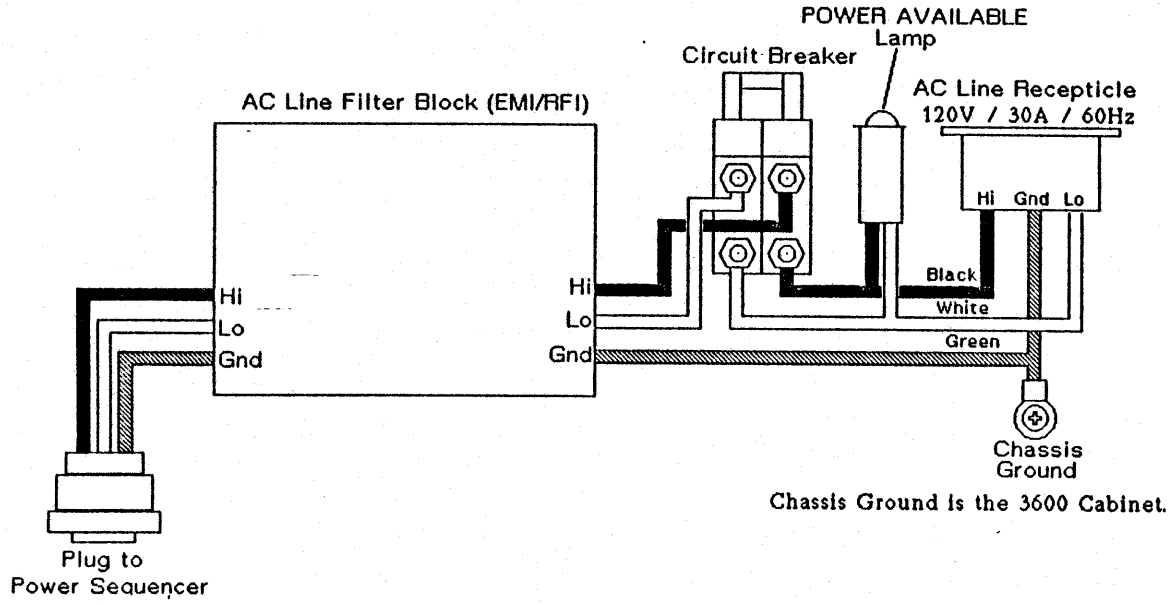 POWER AVAILABLE
Lamp
Circuit Breaker
AC Line Recepticle
120V / 30A / 60Hz
AC Line Filter Block (EMI/RFI)
Hi Gnd Lo
Black
White
Green
Hi
Lo
Gnd
Hi
Lo
Gnd
Chassis
Ground
Chassis Ground is the 3600 Cabinet.
Plug to
Power Sequencer